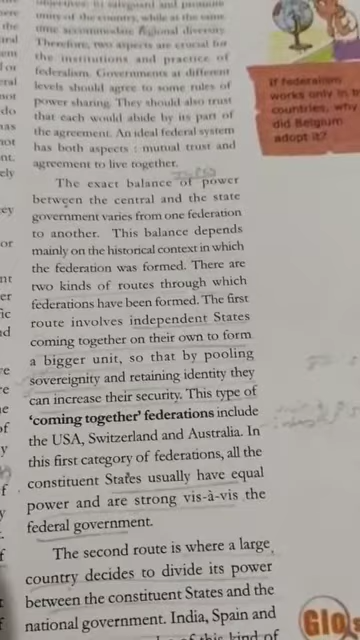 unity of the country, while at the same
time accommodate regional diversity.
Therefore, two aspects are crucial for
the institutions and practice of
federalism. Governments at different
levels should agree to some rules of
power sharing. They should also trust
that each would abide by its part of
the agreement. An ideal federal system
has both aspects : mutual trust and
agreement to live together.
The exact balance of power
between the central and the state
government varies from one federation
to another. This balance depends
mainly on the historical context in which
the federation was formed. There are
two kinds of routes through which
federations have been formed. The first
route involves independent States
coming together on their own to form
a bigger unit, so that by pooling
sovereignity and retaining identity they
can increase their security. This type of
‘coming together’ federations include
the USA, Switzerland and Australia. In
this first category of federations, all the
constituent States usually have equal
power and are strong vis-à-vis the
federal government.
The second route is where a large
country decides to divide its power
between the constituent States and the
national government. India, Spain and
this kind of
If federalism
works only in
countries, why
did Belgium
adopt it?
Glo